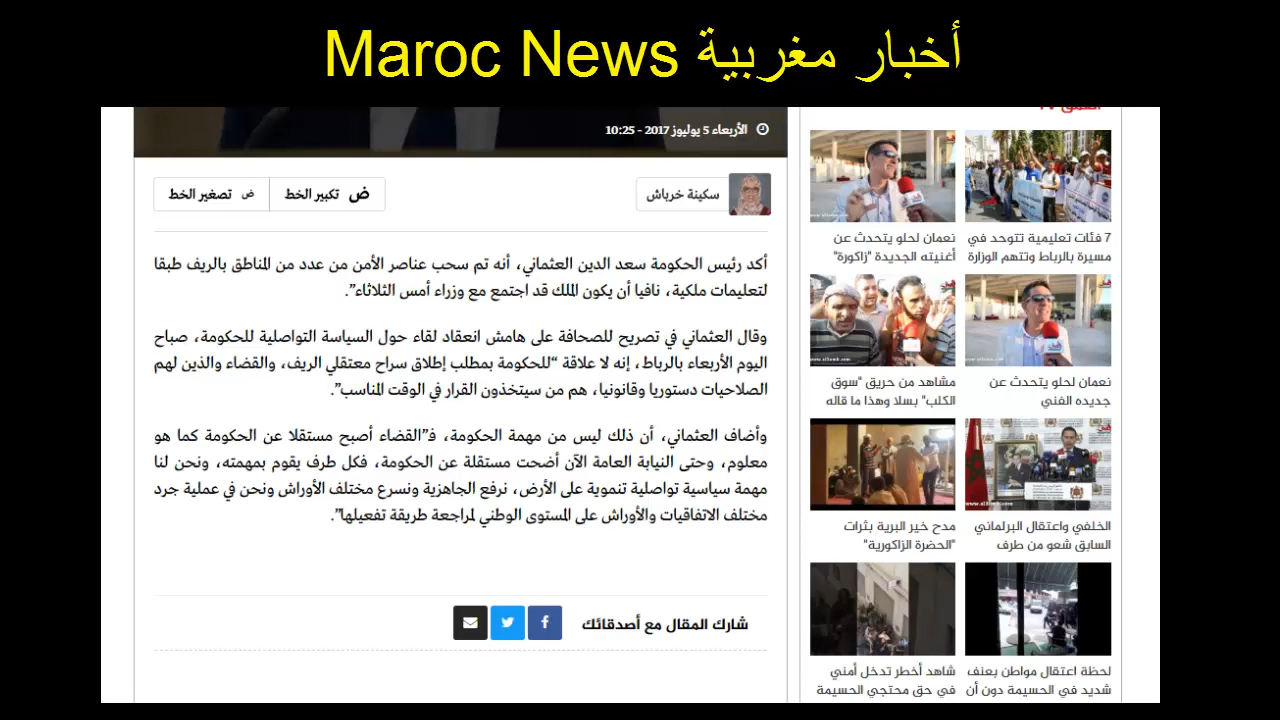 أخبار مغربية Maroc News
الأربعاء 5 يوليوز 2017 - 10:25
سكينة خرباش
ض تكبير الخط
ض تصغير الخط
أكد رئيس الحكومة سعد الدين العثماني، أنه تم سحب عناصر الأمن من عدد من المناطق بالريف طبقا
لتعليمات ملكية، نافيا أن يكون الملك قد اجتمع مع وزراء أمس الثلاثاء”.
وقال العثماني في تصريح للصحافة على هامش انعقاد لقاء حول السياسة التواصلية للحكومة، صباح
اليوم الأربعاء بالرباط، إنه لا علاقة “للحكومة بمطلب إطلاق سراح معتقلي الريف، والقضاء والذين لهم
الصلاحيات دستوريا وقانونيا، هم من سيتخذون القرار في الوقت المناسب”.
وأضاف العثماني، أن ذلك ليس من مهمة الحكومة، فـ”القضاء أصبح مستقلا عن الحكومة كما هو
معلوم، وحتى النيابة العامة الآن أضحت مستقلة عن الحكومة، فكل طرف يقوم بمهمته، ونحن لنا
مهمة سياسية تواصلية تنموية على الأرض، نرفع الجاهزية ونسرع مختلف الأوراش ونحن في عملية جرد
مختلف الاتفاقيات والأوراش على المستوى الوطني لمراجعة طريقة تفعيلها”.
شارك المقال مع أصدقائك
7 فئات تعليمية تتوحد في
مسيرة بالرباط وتتهم الوزارة
نعمان لحلو يتحدث عن
أغنيته الجديدة "زاكورة"
نعمان لحلو يتحدث عن
جديده الفني
مشاهد من حريق "سوق
الكلب" بسلا وهذا ما قاله
الخلفي واعتقال البرلماني
السابق شعو من طرف
مدح خير البرية بثرات
"الحضرة الزاكورية"
لحظة اعتقال مواطن بعنف
شديد في الحسيمة دون أن
شاهد أخطر تدخل أمني
في حق محتجي الحسيمة